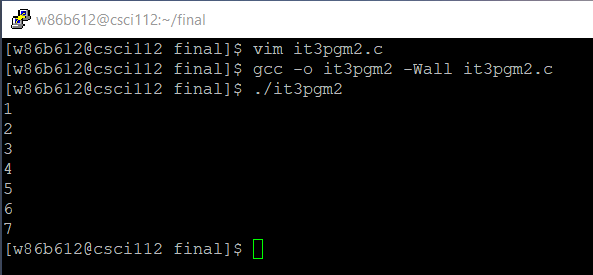 w86b612@csci112:~/final
[w86b612@csci112 final]$ vim it3pgm2.c
[w86b612@csci112 final]$ gcc -o it3pgm2 -Wall it3pgm2.c
[w86b612@csci112 final]$ ./it3pgm2
1
2
3
4
5
6
7
[w86b612@csci112 final]$